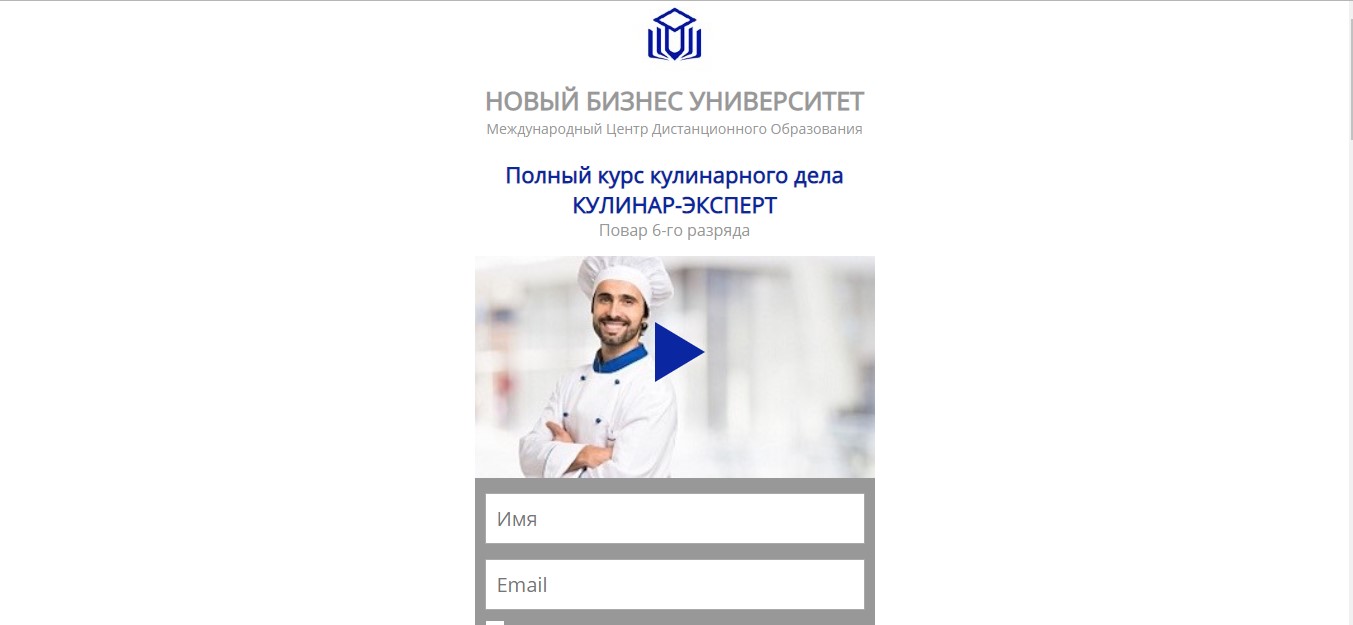 НОВЫЙ БИЗНЕС УНИВЕРСИТЕТ
Международный Центр Дистанционного Образования
Полный курс кулинарного дела
КУЛИНАР-ЭКСПЕРТ
Повар 6-го разряда
Имя
Email